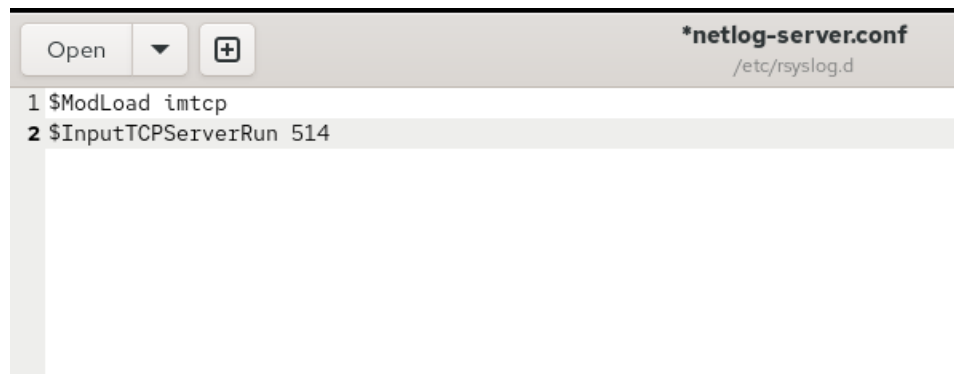 Open
*netlog-server.conf
/etc/rsyslog.d
1 $ModLoad imtcp
2 $InputTCPServerRun 514